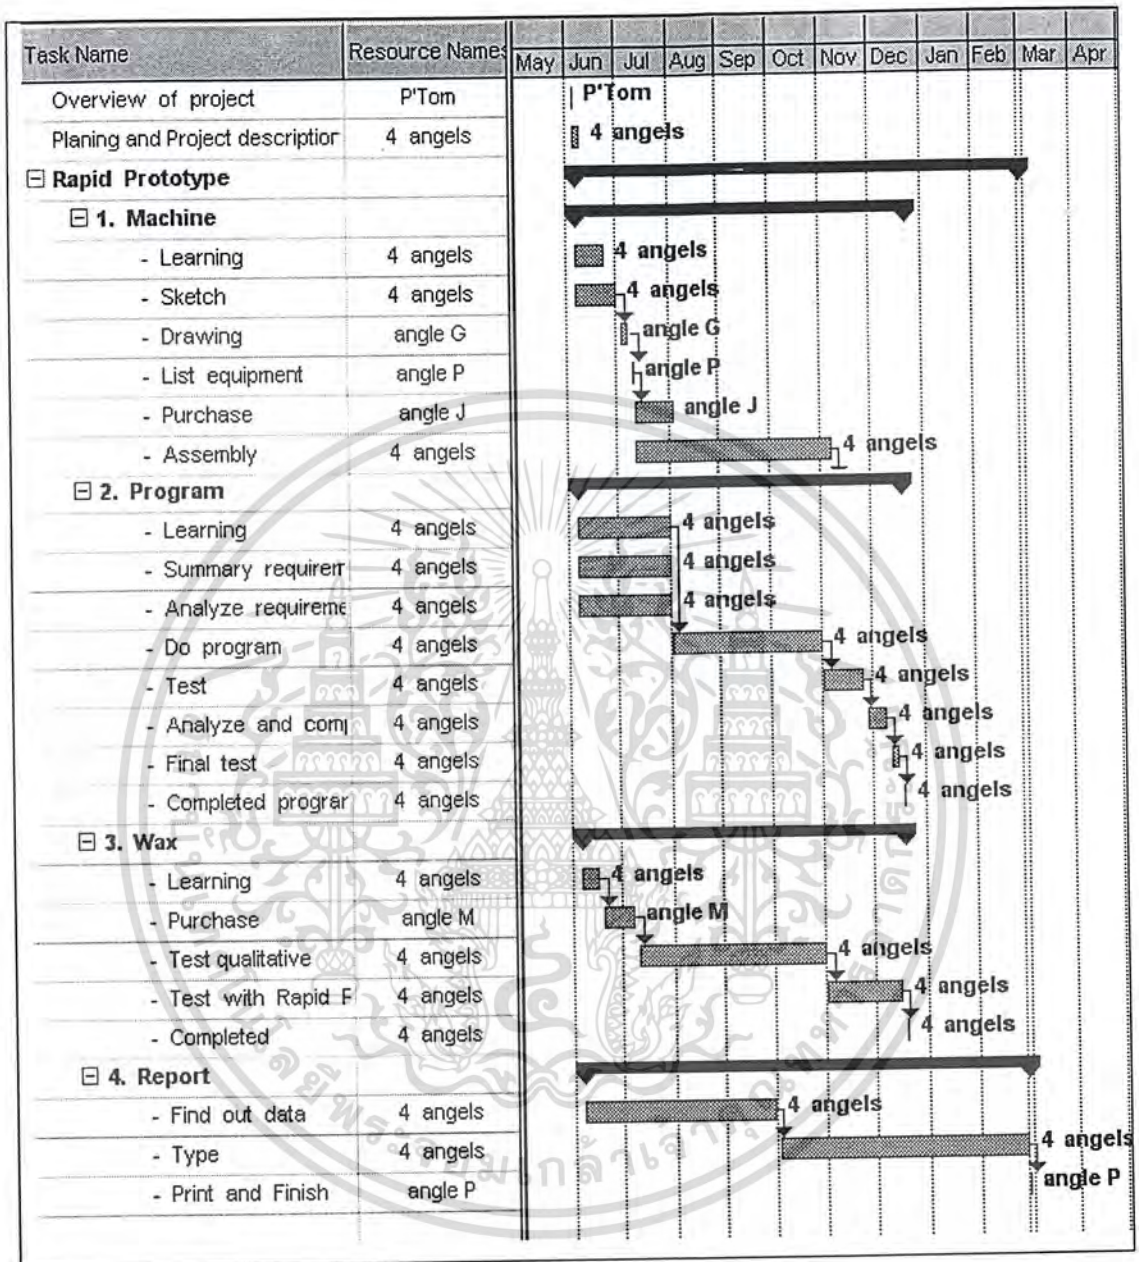 Task Name Resource Names May Jun Jul Aug Sep Oct Nov Dec Jan Feb Mar Apr
Overview of project P'Tom P'Tom
Planing and Project description 4 angels 4 angels
Rapid Prototype
1. Machine
- Learning 4 angels 4 angels
- Sketch 4 angels 4 angels
- Drawing angle G angle G
- List equipment angle P angle P
- Purchase angle J angle J
- Assembly 4 angels 4 angels
2. Program
- Learning 4 angels 4 angels
- Summary requirem 4 angels 4 angels
- Analyze requireme 4 angels 4 angels
- Do program 4 angels 4 angels
- Test 4 angels 4 angels
- Analyze and comp 4 angels 4 angels
- Final test 4 angels 4 angels
- Completed prograr 4 angels 4 angels
3. Wax
- Learning 4 angels 4 angels
- Purchase angle M angle M
- Test qualitative 4 angels 4 angels
- Test with Rapid P 4 angels 4 angels
- Completed 4 angels 4 angels
4. Report
- Find out data 4 angels 4 angels
- Type 4 angels 4 angels
- Print and Finish angle P angle P